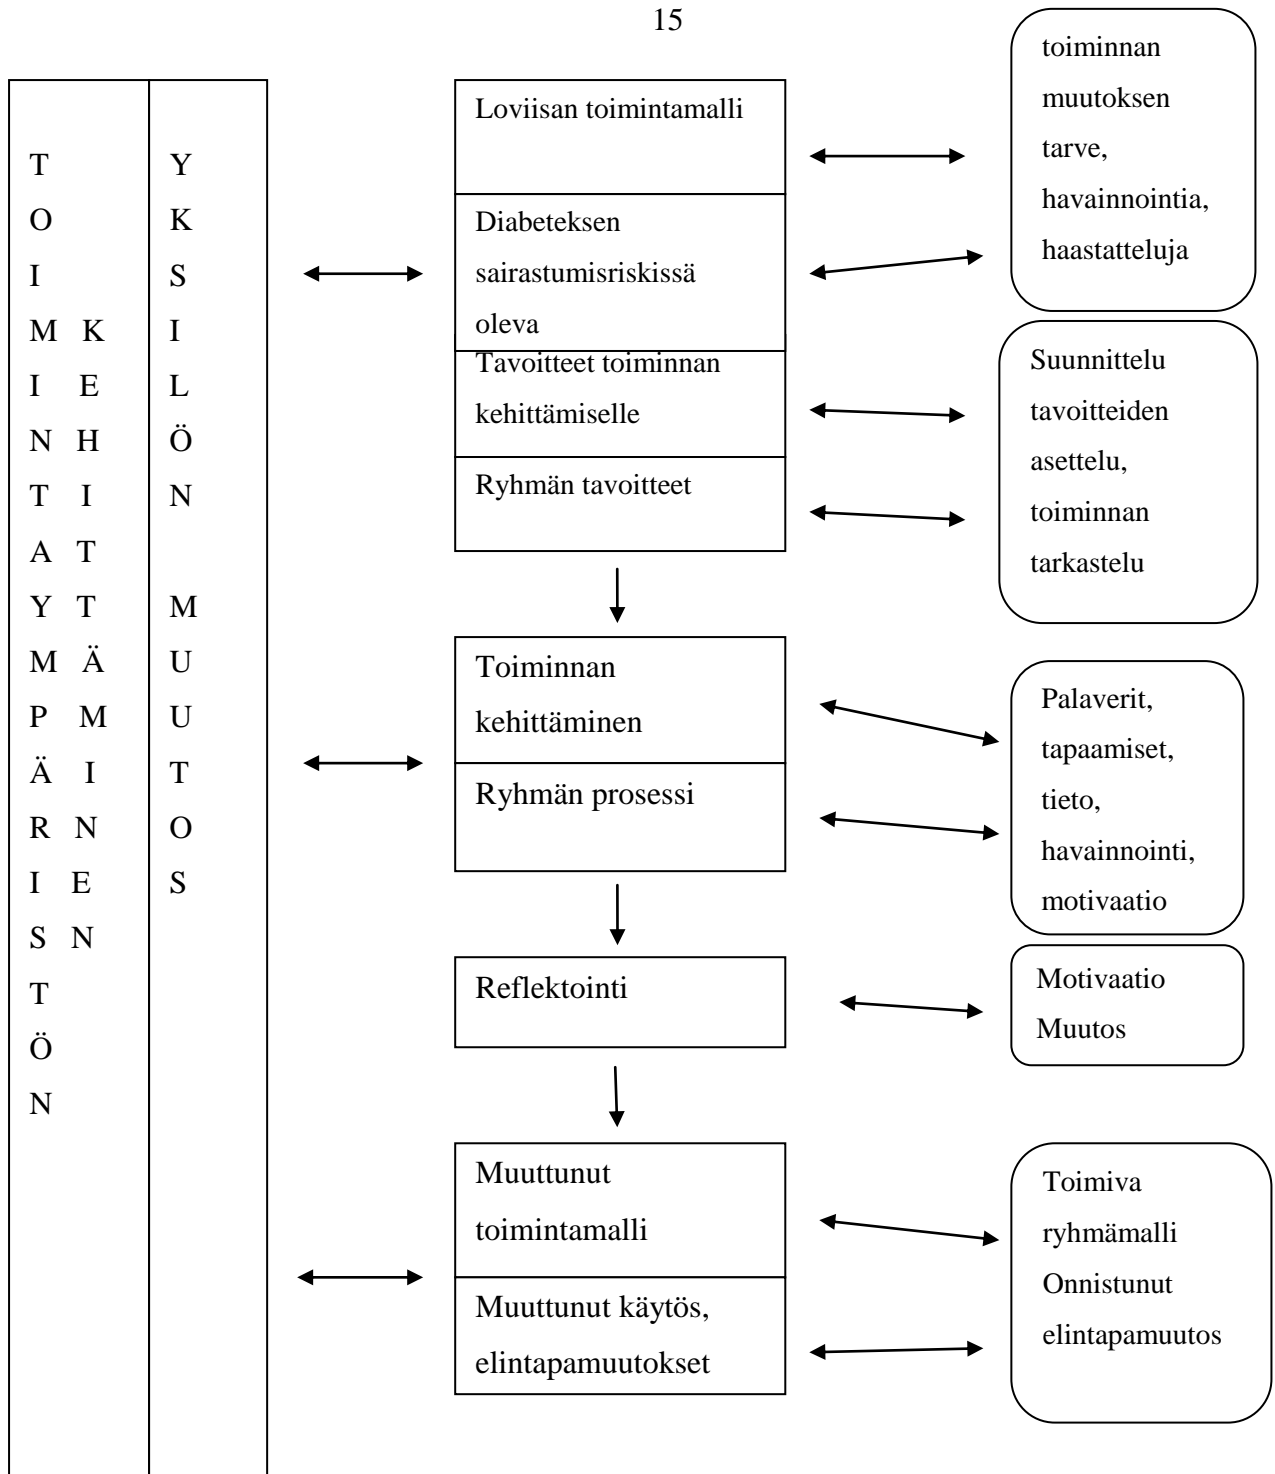 15
TOIMINTAYMPÄRISTÖN
KEHITTÄMINEN
YKSILÖN MUUTOS
Loviisan toimintamalli
Diabeteksen
sairastumisriskissä
oleva
Tavoitteet toiminnan
kehittämiselle
Ryhmän tavoitteet
Toiminnan
kehittäminen
Ryhmän prosessi
Reflektointi
Muuttunut
toimintamalli
Muuttunut käytös,
elintapamuutokset
toiminnan
muutoksen
tarve,
havainnointia,
haastatteluja
Suunnittelu
tavoitteiden
asettelu,
toiminnan
tarkastelu
Palaverit,
tapaamiset,
tieto,
havainnointi,
motivaatio
Motivaatio
Muutos
Toimiva
ryhmämalli
Onnistunut
elintapamuutos